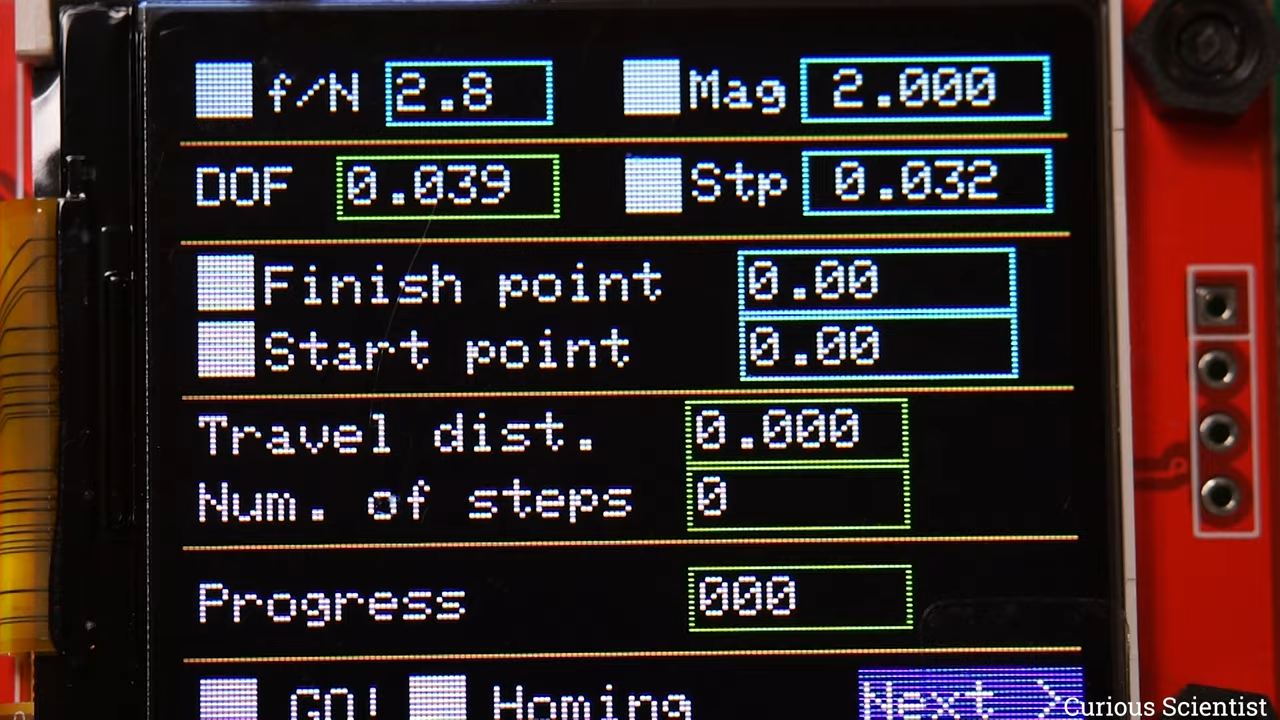 f/N 2.8 Mag 2.000
DOF 0.039 Stp 0.032
Finish point 0.00
Start point 0.00
Travel dist. 0.000
Num. of steps 0
Progress 000
GO! Homing Next >
Curious Scientist